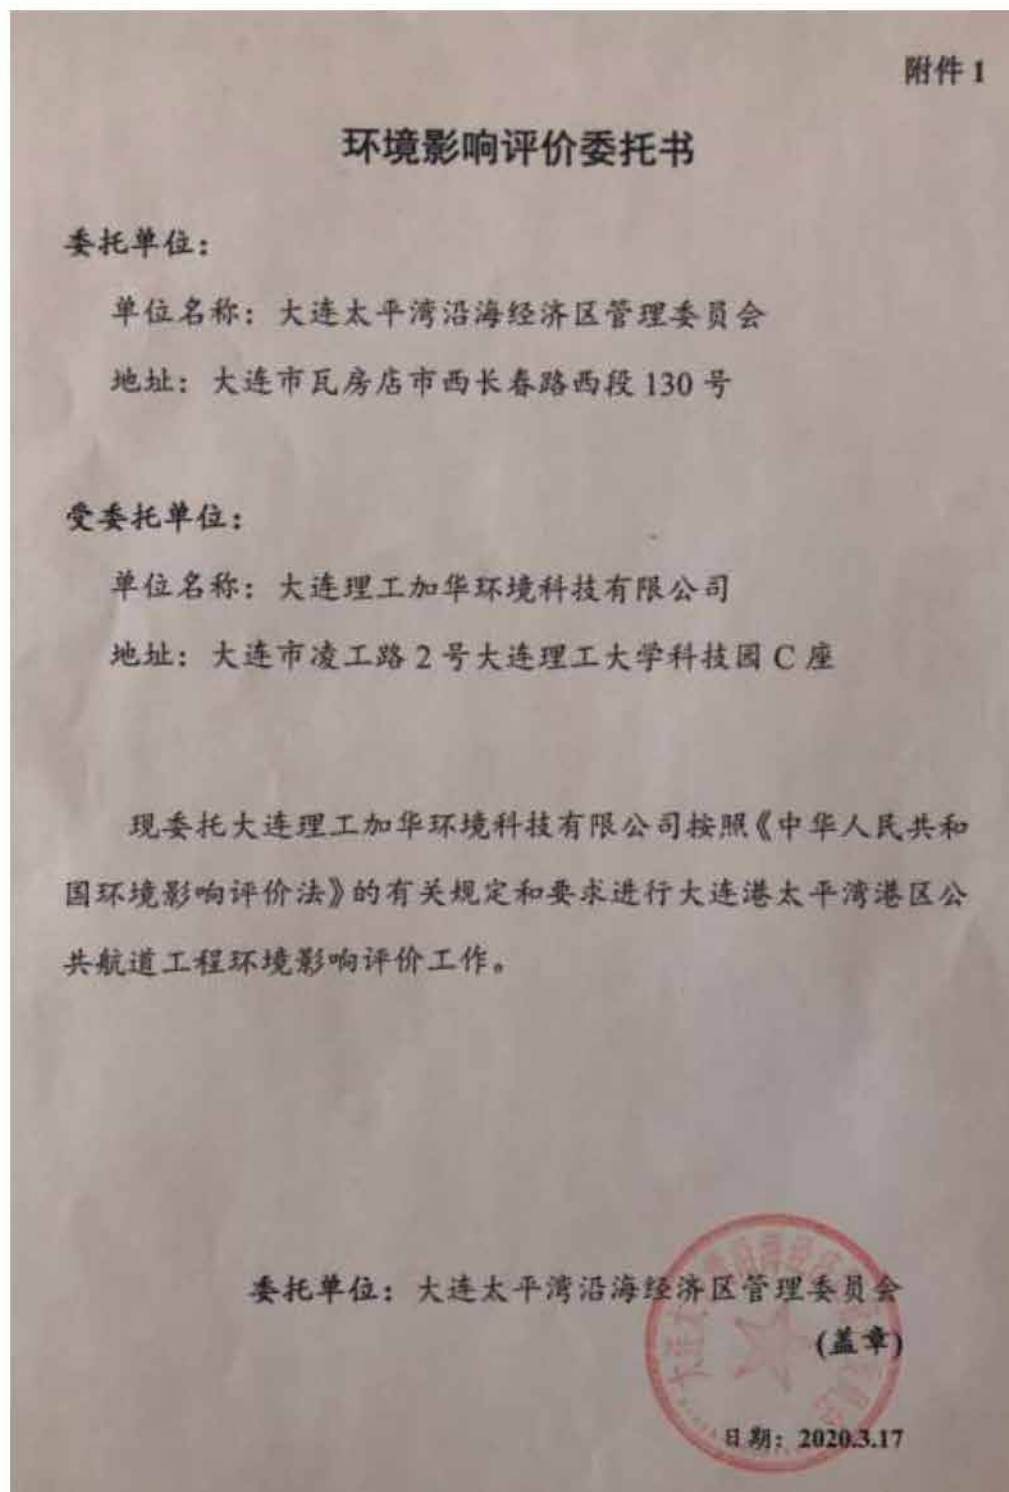 附件 1
环境影响评价委托书
委托单位：
单位名称：大连太平湾沿海经济区管理委员会
地址：大连市瓦房店市西长春路西段 130 号
受委托单位：
单位名称：大连理工加华环境科技有限公司
地址：大连市凌工路 2 号大连理工大学科技园 C 座
现委托大连理工加华环境科技有限公司按照《中华人民共和
国环境影响评价法》的有关规定和要求进行大连港太平湾港区公
共航道工程环境影响评价工作。
委托单位：大连太平湾沿海经济区管理委员会
(盖章)
日期：2020.3.17